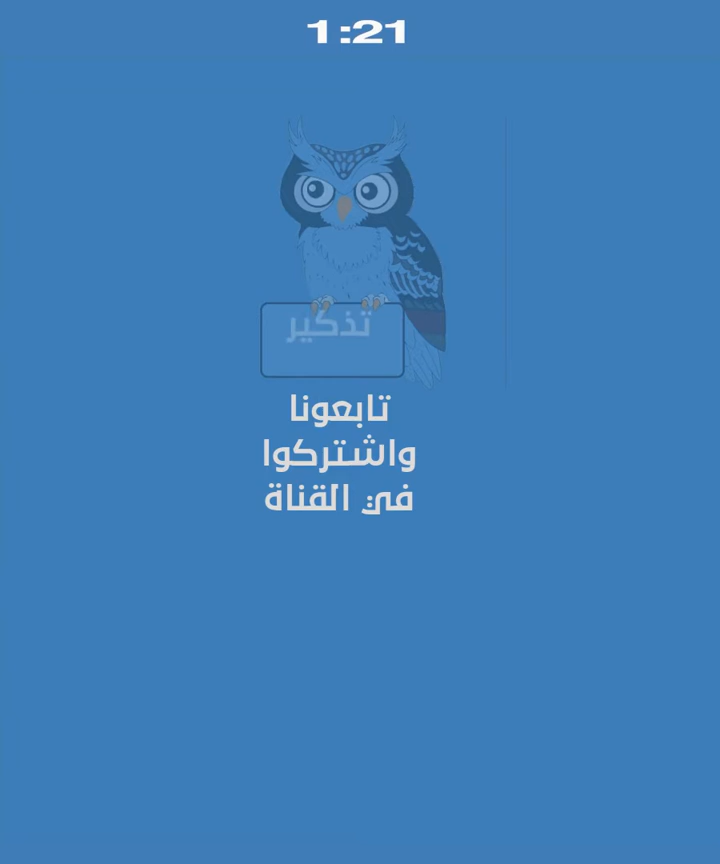 1:21
تذكير
تابعونا
واشتركوا
في القناة